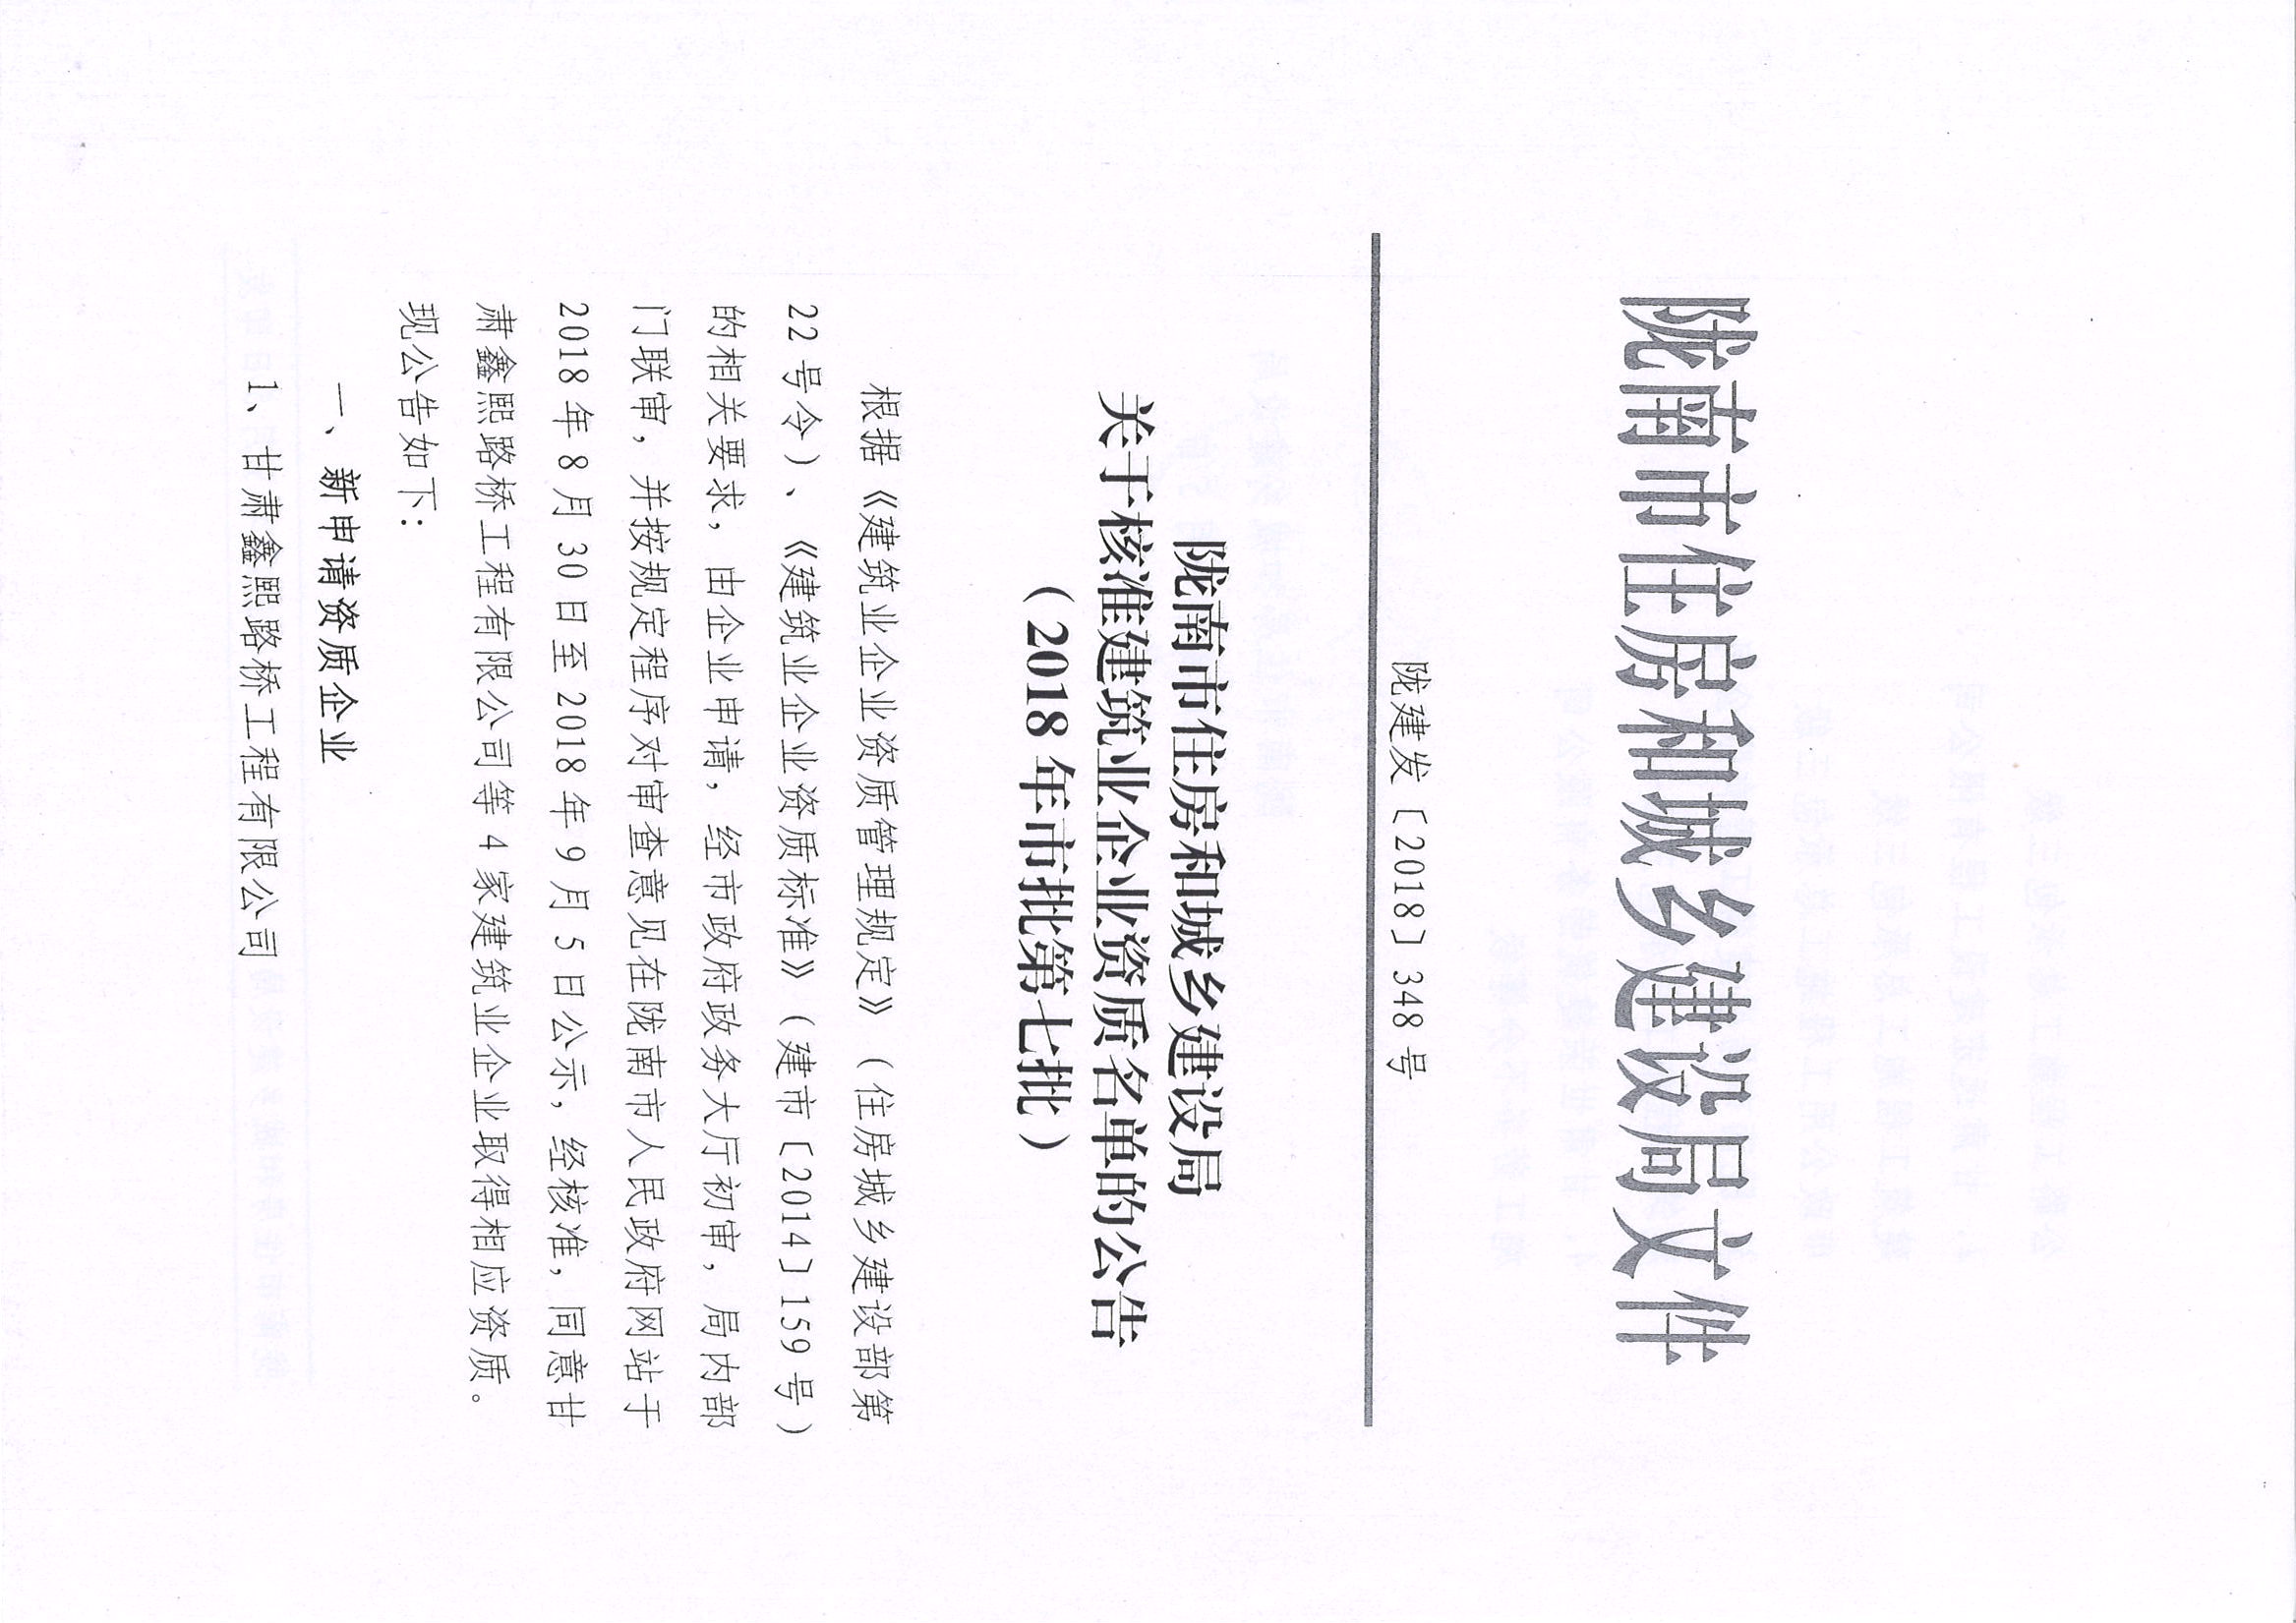 陇南市住房和城乡建设局文件
陇建发〔2018〕348号
陇南市住房和城乡建设局
关于核准建筑业企业资质名单的公告
（2018年市批第七批）
根据《建筑业企业资质管理规定》（住房城乡建设部第
22号令）、《建筑业企业资质标准》（建市〔2014〕159号）
的相关要求，由企业申请，经市政府政务大厅初审，局内部
门联审，并按规定程序对审查意见在陇南市人民政府网站于
2018年8月30日至2018年9月5日公示，经核准，同意甘
肃鑫熙路桥工程有限公司等4家建筑业企业取得相应资质。
现公告如下：
一、新申请资质企业
1、甘肃鑫熙路桥工程有限公司